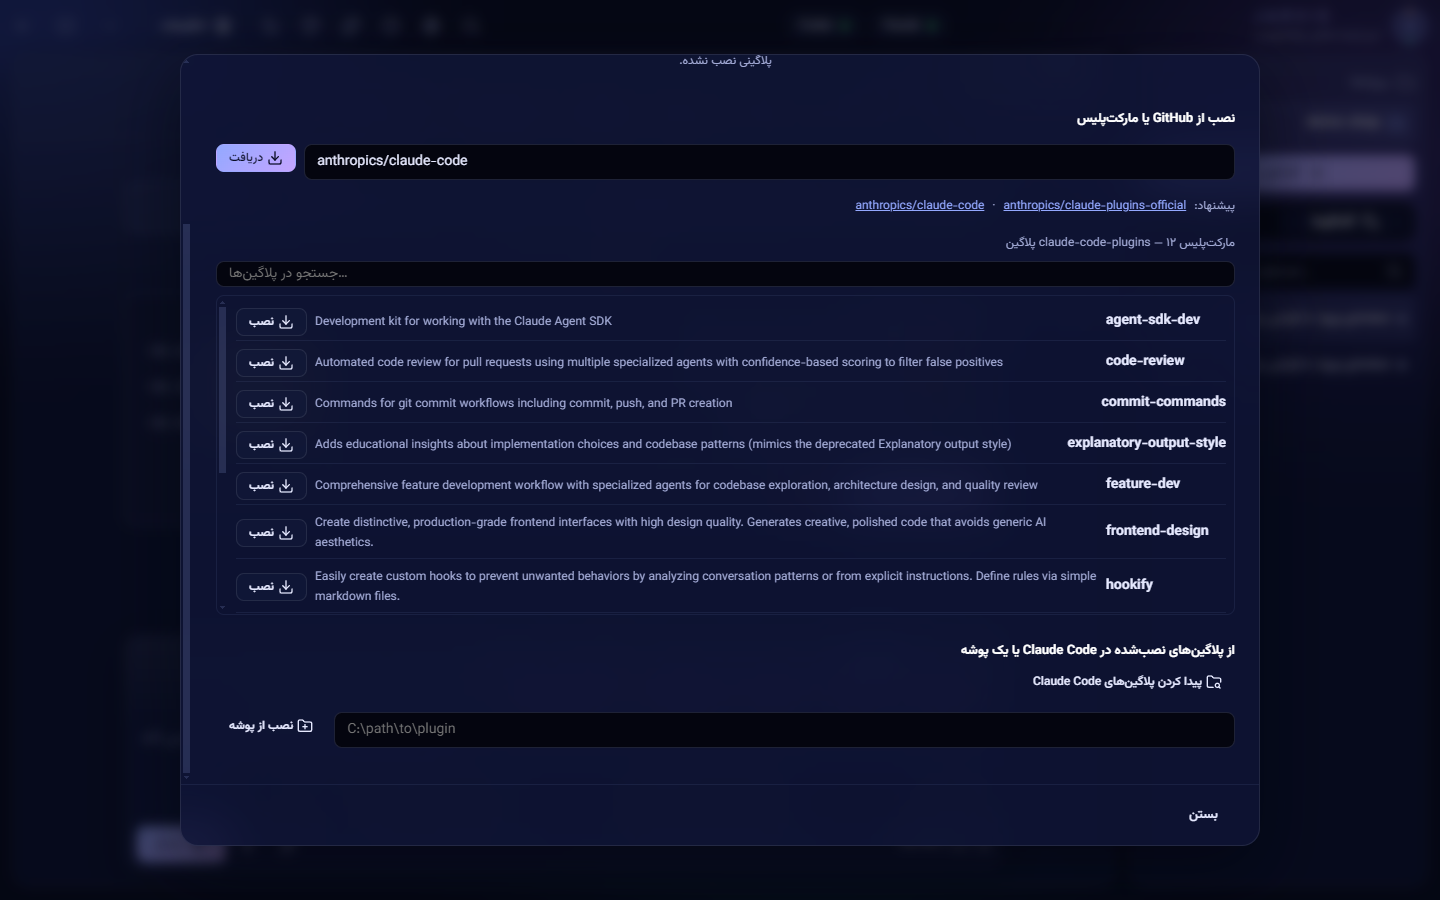 پلاگینی نصب نشده.
نصب از GitHub یا مارکت‌پلیس
anthropics/claude-code
دریافت
پیشنهاد: anthropics/claude-plugins-official · anthropics/claude-code
مارکت‌پلیس claude-code-plugins — ۱۲ پلاگین
جستجو در پلاگین‌ها...
agent-sdk-dev
Development kit for working with the Claude Agent SDK
نصب
code-review
Automated code review for pull requests using multiple specialized agents with confidence-based scoring to filter false positives
نصب
commit-commands
Commands for git commit workflows including commit, push, and PR creation
نصب
explanatory-output-style
Adds educational insights about implementation choices and codebase patterns (mimics the deprecated Explanatory output style)
نصب
feature-dev
Comprehensive feature development workflow with specialized agents for codebase exploration, architecture design, and quality review
نصب
frontend-design
Create distinctive, production-grade frontend interfaces with high design quality. Generates creative, polished code that avoids generic AI
aesthetics.
نصب
hookify
Easily create custom hooks to prevent unwanted behaviors by analyzing conversation patterns or from explicit instructions. Define rules via simple
markdown files.
نصب
از پلاگین‌های نصب‌شده در Claude Code یا یک پوشه
پیدا کردن پلاگین‌های Claude Code
C:\path\to\plugin
نصب از پوشه
بستن